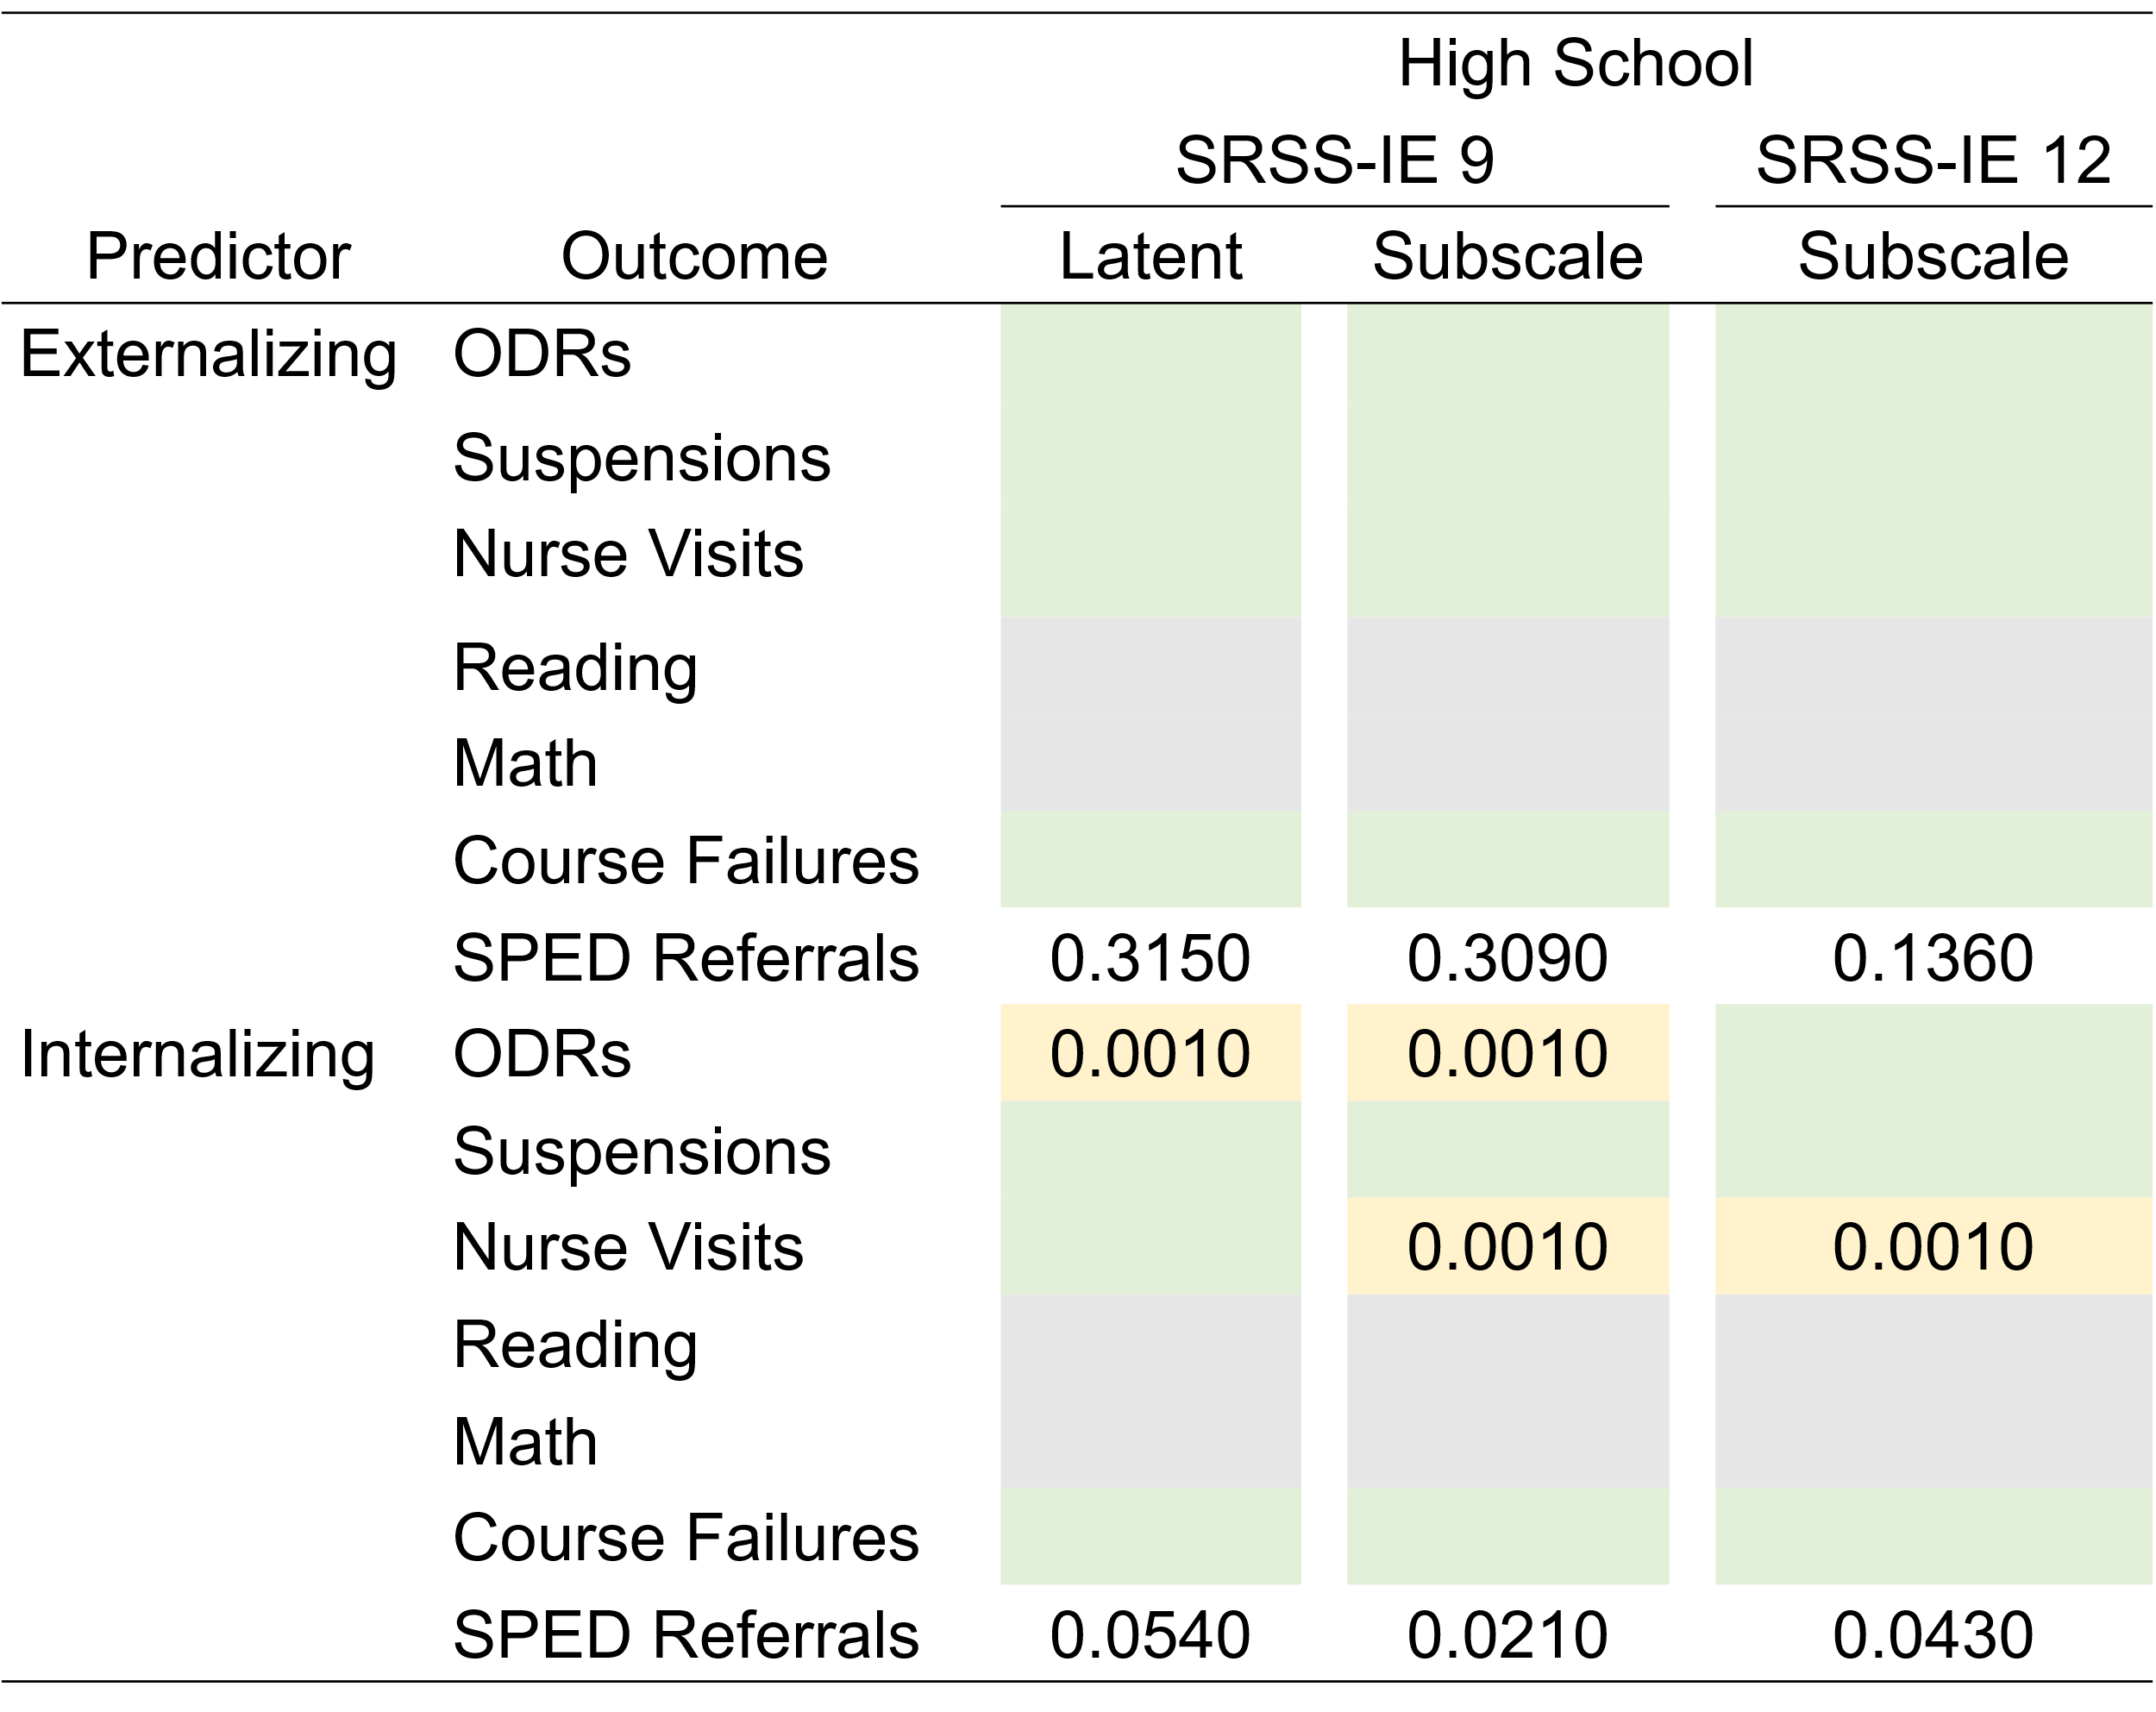 High School
SRSS-IE 9 SRSS-IE 12
Predictor Outcome Latent Subscale Subscale
Externalizing ODRs
Suspensions
Nurse Visits
Reading
Math
Course Failures
SPED Referrals 0.3150 0.3090 0.1360
Internalizing ODRs 0.0010 0.0010
Suspensions
Nurse Visits 0.0010 0.0010
Reading
Math
Course Failures
SPED Referrals 0.0540 0.0210 0.0430